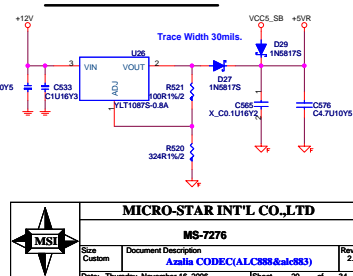 +12V
VCC5_SB
+5VR
Trace Width 30mils.
D29
1N5817S
U26
3
VIN
VOUT
2
ADJ
YLT1087S-0.8A
1
0Y5
C533
C1U16Y3
R521
100R1%/2
D27
1N5817S
C565
X_C0.1U16Y2
C576
C4.7U10Y5
R520
324R1%/2
MSI
MICRO-STAR INT'L CO.,LTD
MS-7276
Size
Custom
Document Description
Azalia CODEC(ALC888&alc883)
Rev
2.